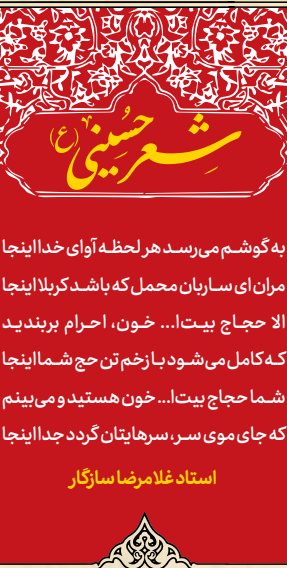 شعر حسینی (ع)
به گوشم می‌رسد هر لحظه آوای خدا اینجا
مران ای ساربان محمل که باشد کربلا اینجا
الا حجاج بیت‌ا... خون، احرام بربندید
که کامل می‌شود با زخم تن حج شما اینجا
شما حجاج بیت‌ا... خون هستید و می‌بینم
که جای موی سر، سرهایتان گردد جدا اینجا
استاد غلامرضا سازگار